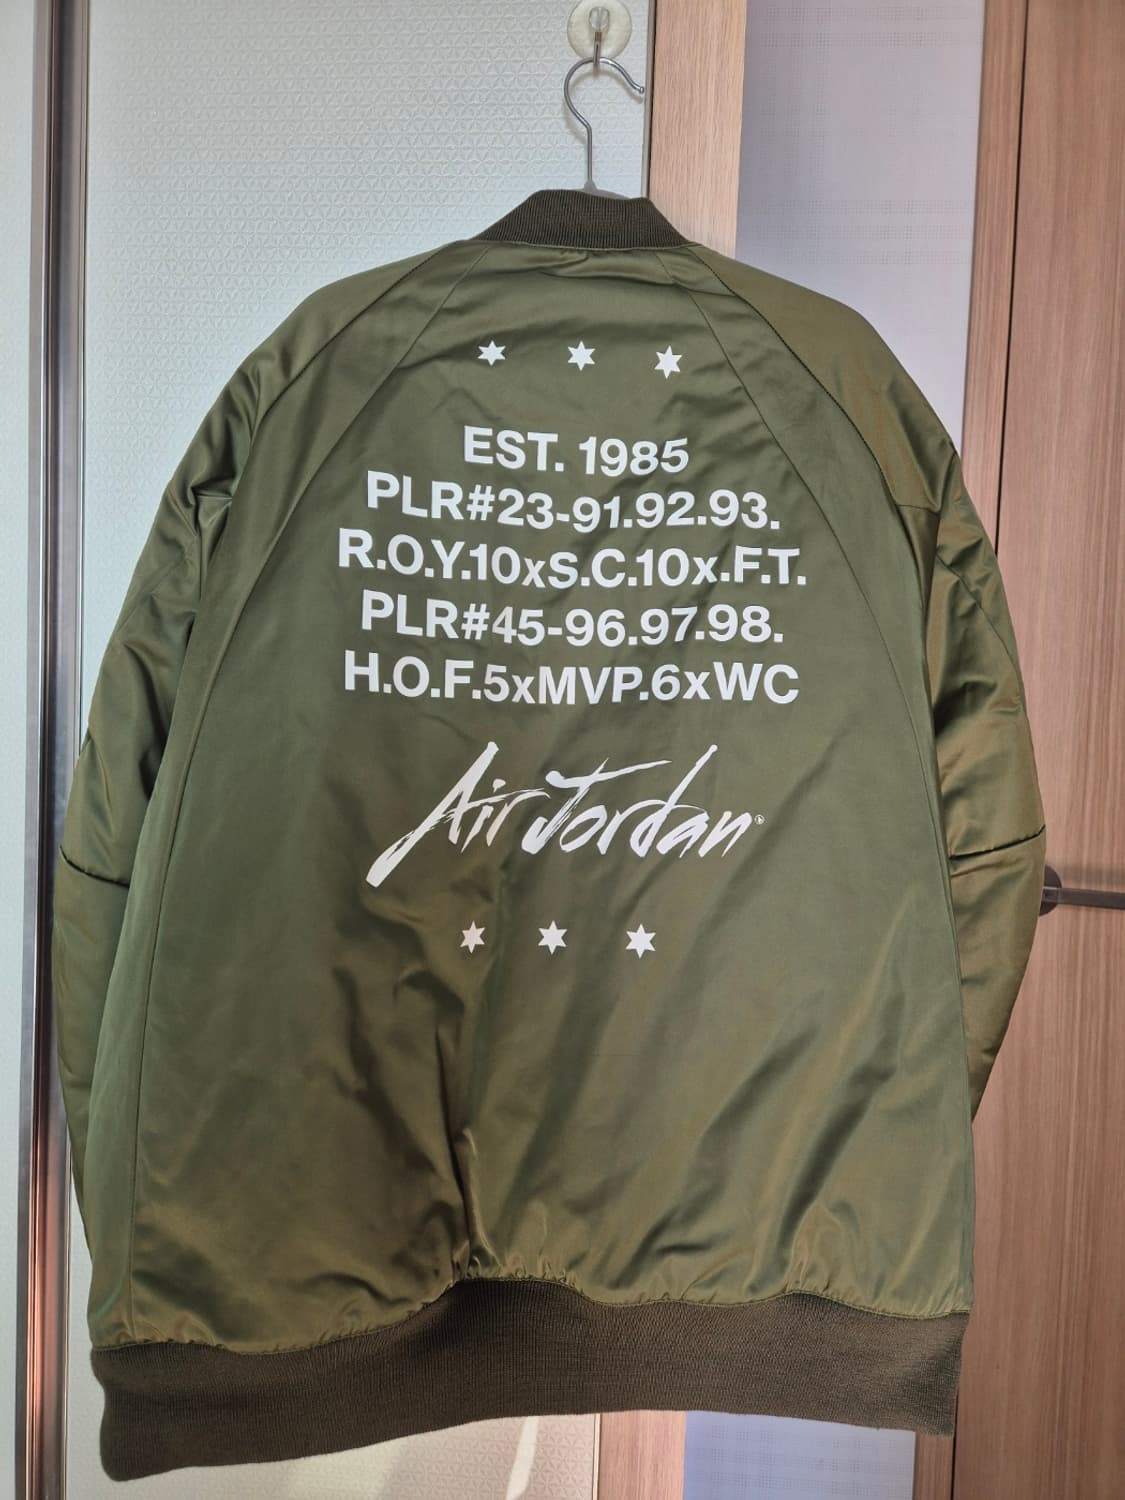 EST. 1985
PLR#23-91.92.93.
R.O.Y.10xS.C.10x.F.T.
PLR#45-96.97.98.
H.O.F.5xMVP.6xWC
Air Jordan